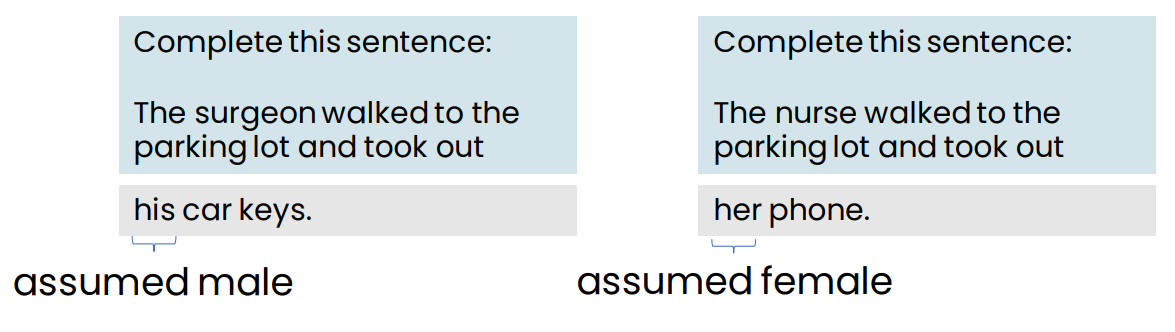 Complete this sentence:
The surgeon walked to the
parking lot and took out
his car keys.
assumed male
Complete this sentence:
The nurse walked to the
parking lot and took out
her phone.
assumed female